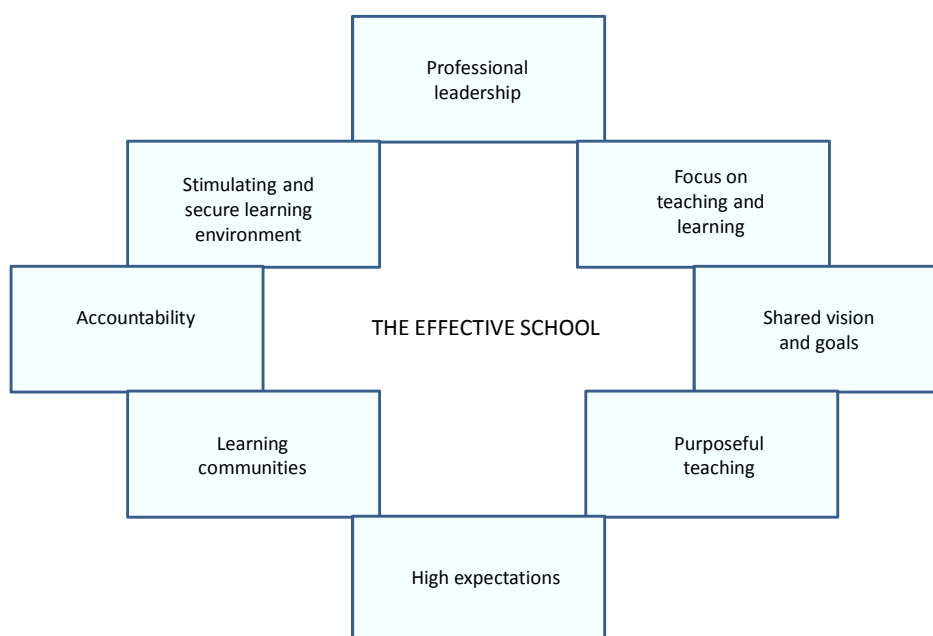 Professional
leadership
Stimulating and
secure learning
environment
Focus on
teaching and
learning
Accountability
THE EFFECTIVE SCHOOL
Shared vision
and goals
Learning
communities
Purposeful
teaching
High expectations